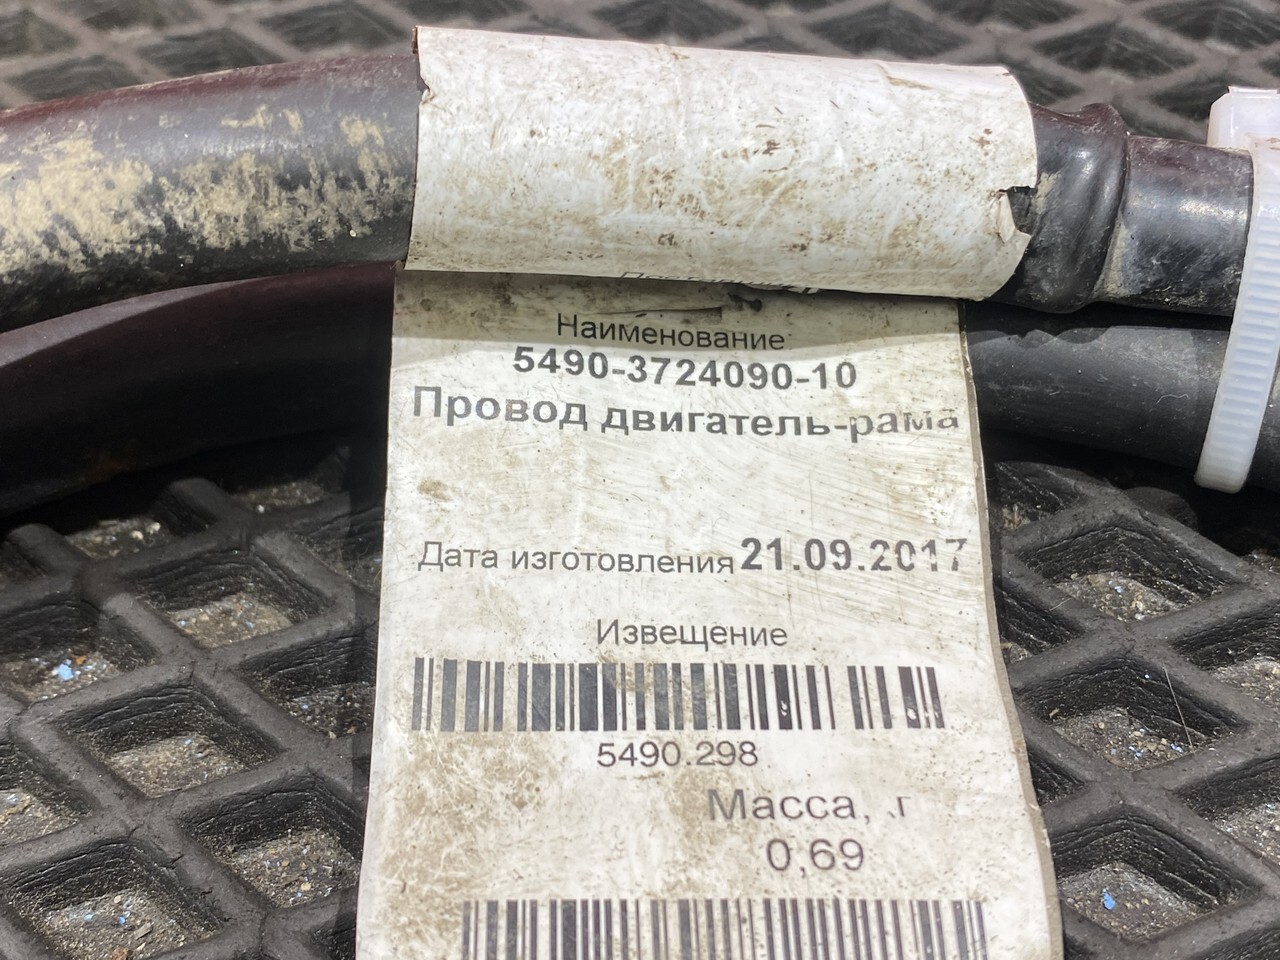 Наименование
5490-3724090-10
Провод двигатель-рама
Дата изготовления 21.09.2017
Извещение
5490.298
Масса, г
0,69